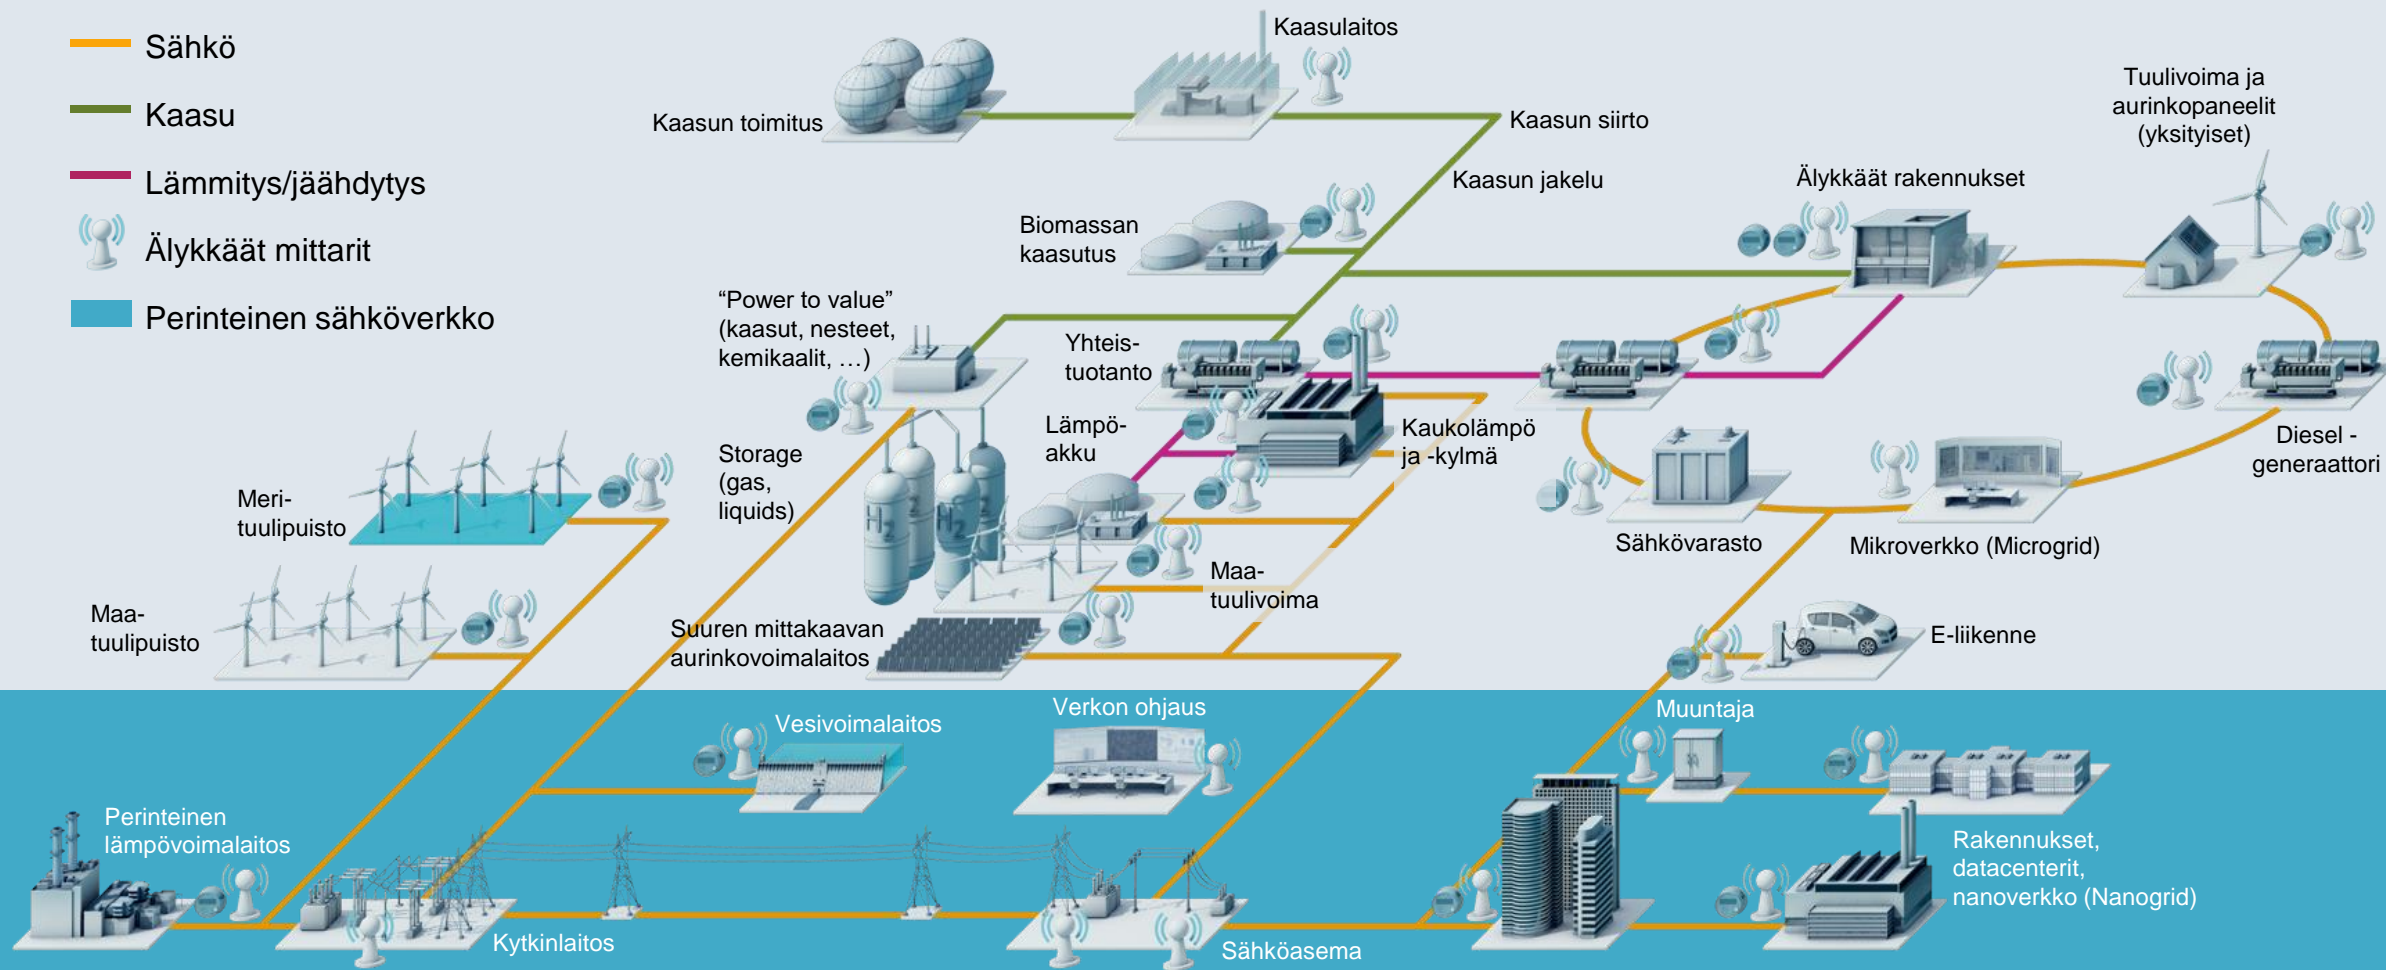 Sähkö
Kaasu
Lämmitys/jäähdytys
Älykkäät mittarit
Perinteinen sähköverkko
Kaasulaitos
Kaasun toimitus
Kaasun siirto
Kaasun jakelu
Tuulivoima ja
aurinkopaneelit
(yksityiset)
Älykkäät rakennukset
Biomassan
kaasutus
“Power to value”
(kaasut, nesteet,
kemikaalit, …)
Yhteis-
tuotanto
Lämpö-
akku
Kaukolämpö
ja -kylmä
Storage
(gas,
liquids)
H2
H2
Diesel -
generaattori
Meri-
tuulipuisto
Sähkövarasto
Mikroverkko (Microgrid)
Maa-
tuulivoima
Maa-
tuulipuisto
Suuren mittakaavan
aurinkovoimalaitos
E-liikenne
Vesivoimalaitos
Verkon ohjaus
Muuntaja
Perinteinen
lämpövoimalaitos
Rakennukset,
datacenterit,
nanoverkko (Nanogrid)
Kytkinlaitos
Sähköasema